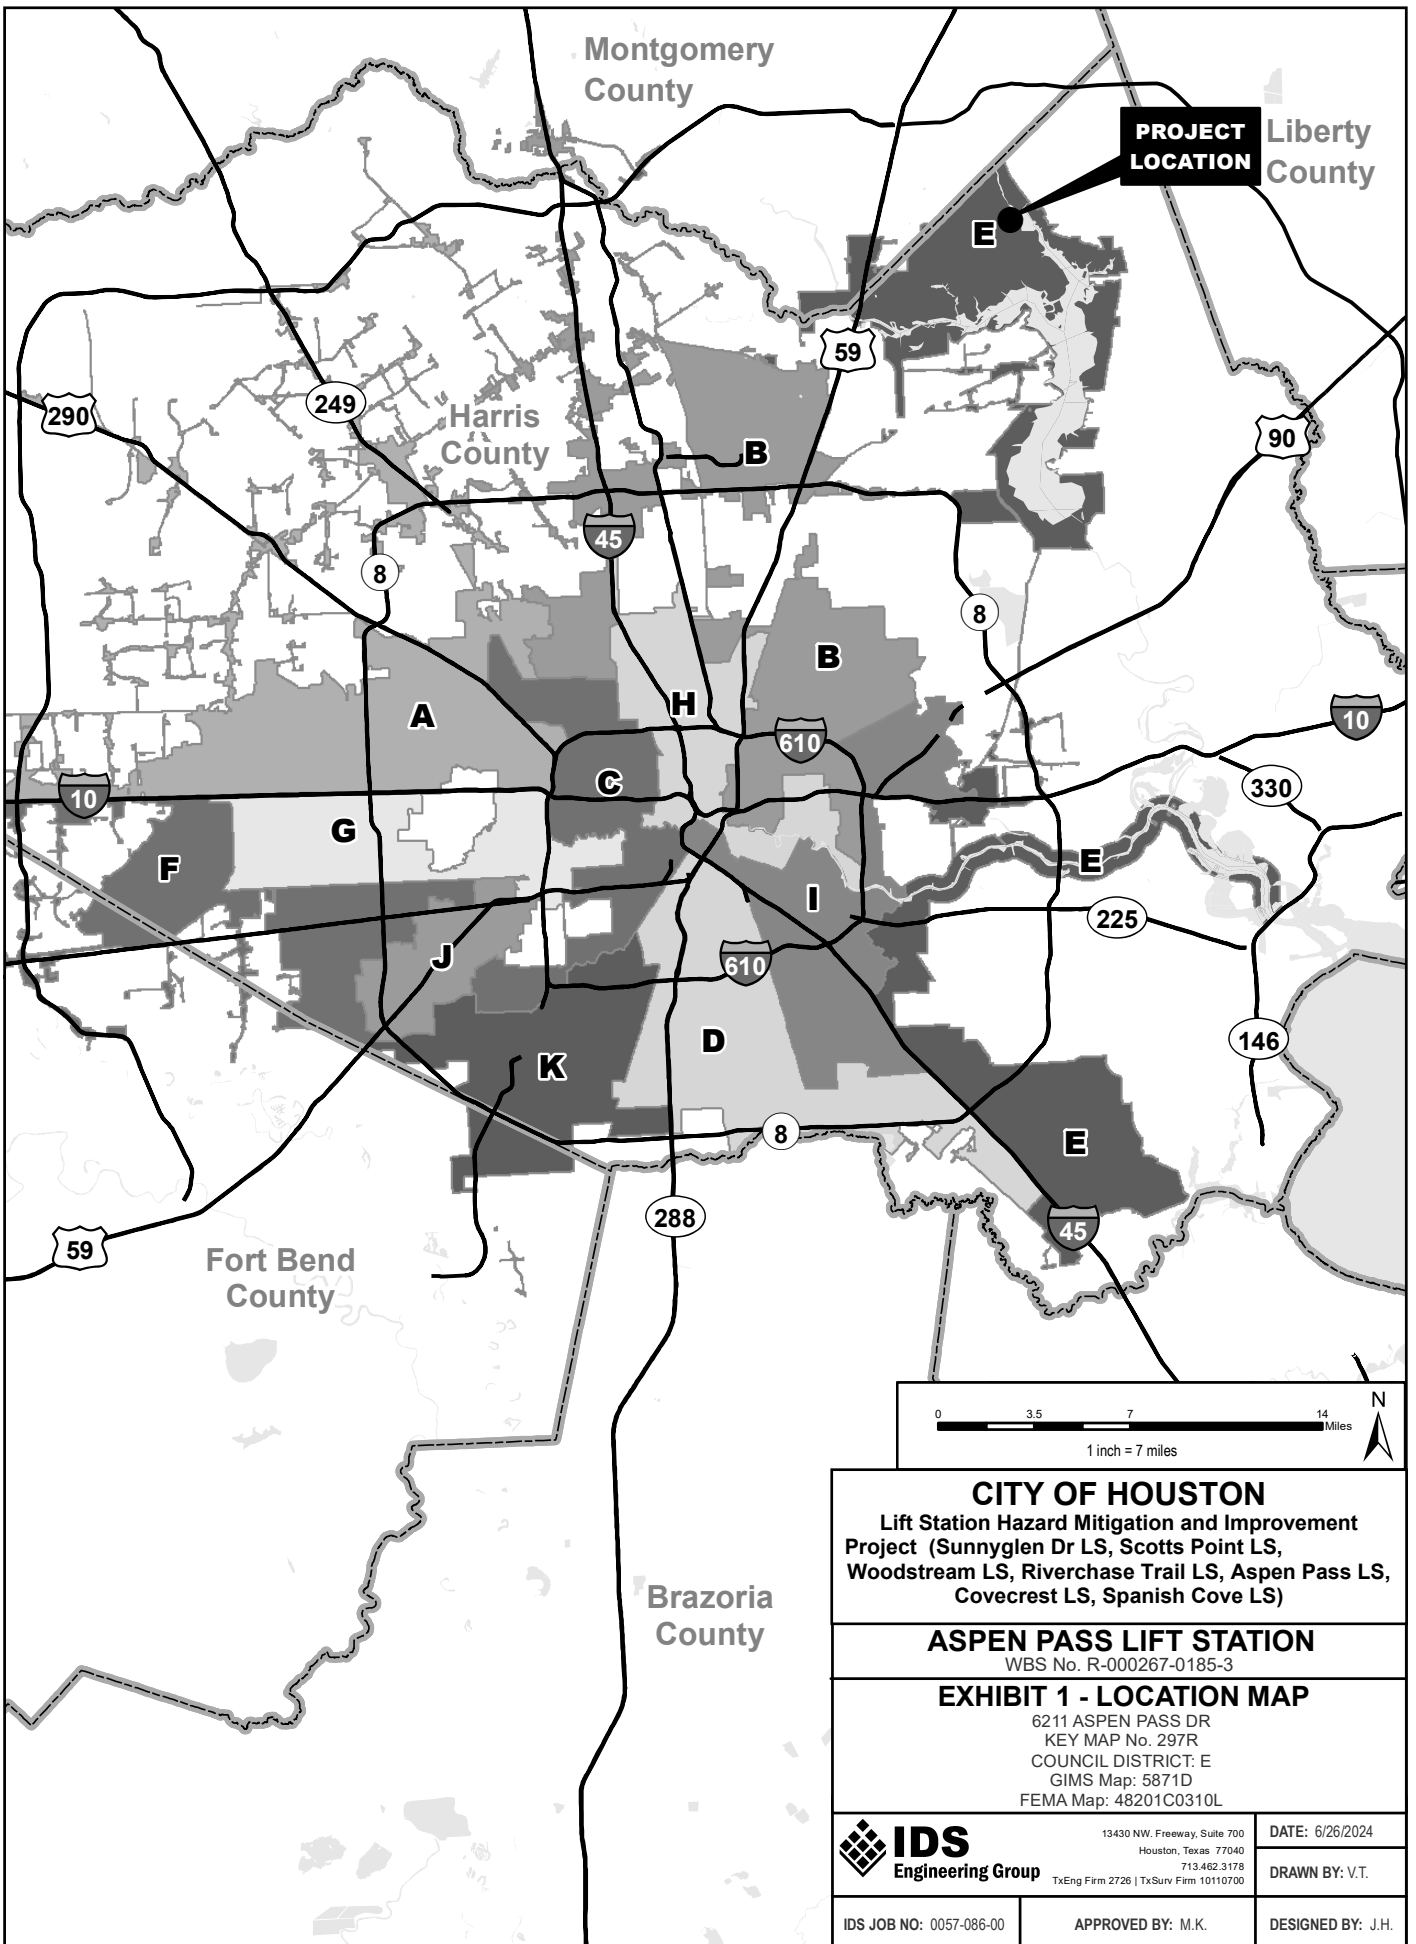 Montgomery
County
PROJECT
LOCATION
Liberty
County
E
59
290
249
Harris
County
B
90
45
8
8
B
A
H
10
610
C
10
330
G
F
E
I
225
J
610
D
146
K
8
E
288
45
59
Fort Bend
County
Brazoria
County
0 3.5 7 14
Miles
N
1 inch = 7 miles
CITY OF HOUSTON
Lift Station Hazard Mitigation and Improvement
Project (Sunnyglen Dr LS, Scotts Point LS,
Woodstream LS, Riverchase Trail LS, Aspen Pass LS,
Covecrest LS, Spanish Cove LS)
ASPEN PASS LIFT STATION
WBS No. R-000267-0185-3
EXHIBIT 1 - LOCATION MAP
6211 ASPEN PASS DR
KEY MAP No. 297R
COUNCIL DISTRICT: E
GIMS Map: 5871D
FEMA Map: 48201C0310L
IDS
Engineering Group
13430 NW. Freeway, Suite 700
Houston, Texas 77040
713.462.3178
TxEng Firm 2726 | TxSurv Firm 10110700
DATE: 6/26/2024
DRAWN BY: V.T.
IDS JOB NO: 0057-086-00
APPROVED BY: M.K.
DESIGNED BY: J.H.